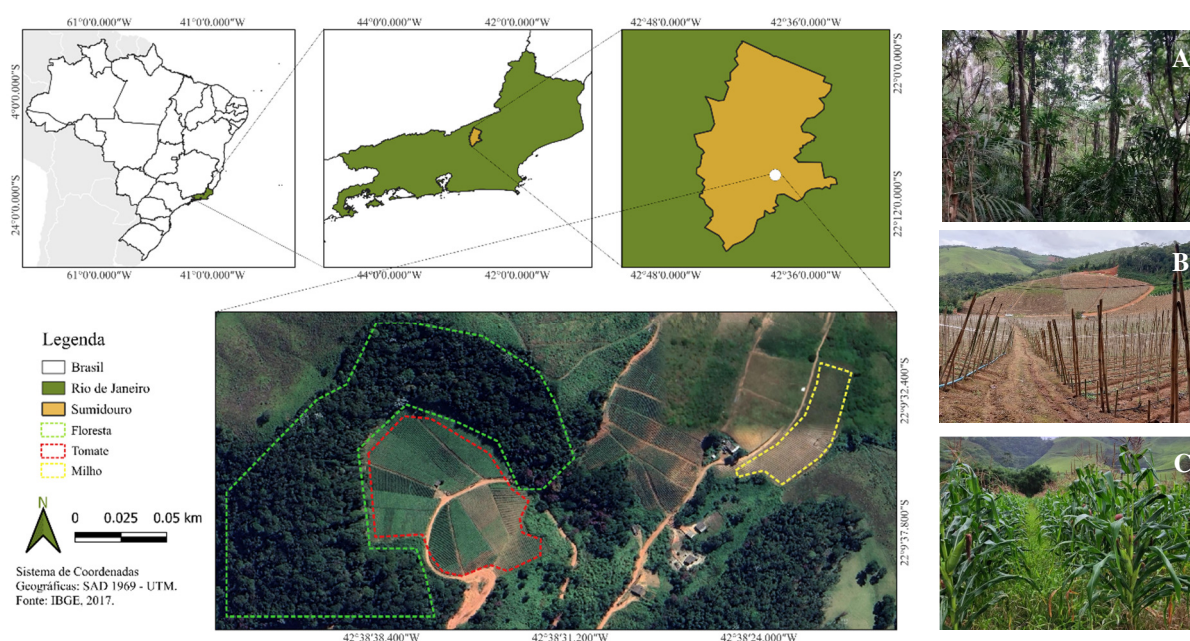 61°0'0.000"W 41°0'0.000"W
44°0'0.000"W 42°0'0.000"W
42°48'0.000"W 42°36'0.000"W
4°0'0.000"S
24°0'0.000"S
22°0'0.000"S
22°12'0.000"S
61°0'0.000"W 41°0'0.000"W
44°0'0.000"W 42°0'0.000"W
42°48'0.000"W 42°36'0.000"W
A
B
C
Legenda
Brasil
Rio de Janeiro
Sumidouro
Floresta
Tomate
Milho
N
0 0.025 0.05 km
Sistema de Coordenadas
Geográficas: SAD 1969 - UTM.
Fonte: IBGE, 2017.
22°9'32.400"S
22°9'37.800"S
42°38'38.400"W 42°38'31.200"W 42°38'24.000"W